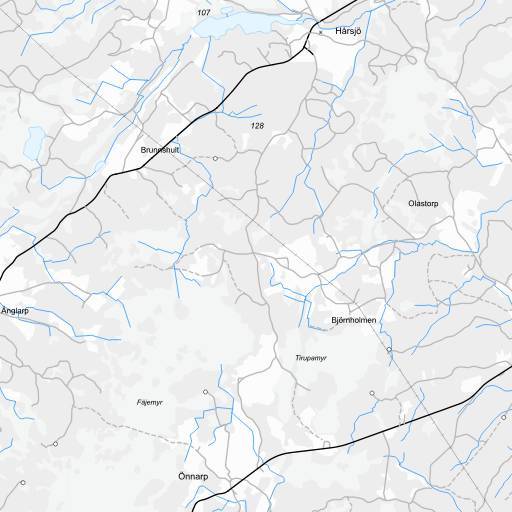 107
Hårsjö
128
Brunnshult
Olastorp
Änglarp
Björnholmen
Tirupamyr
Fäjemyr
Önnarp